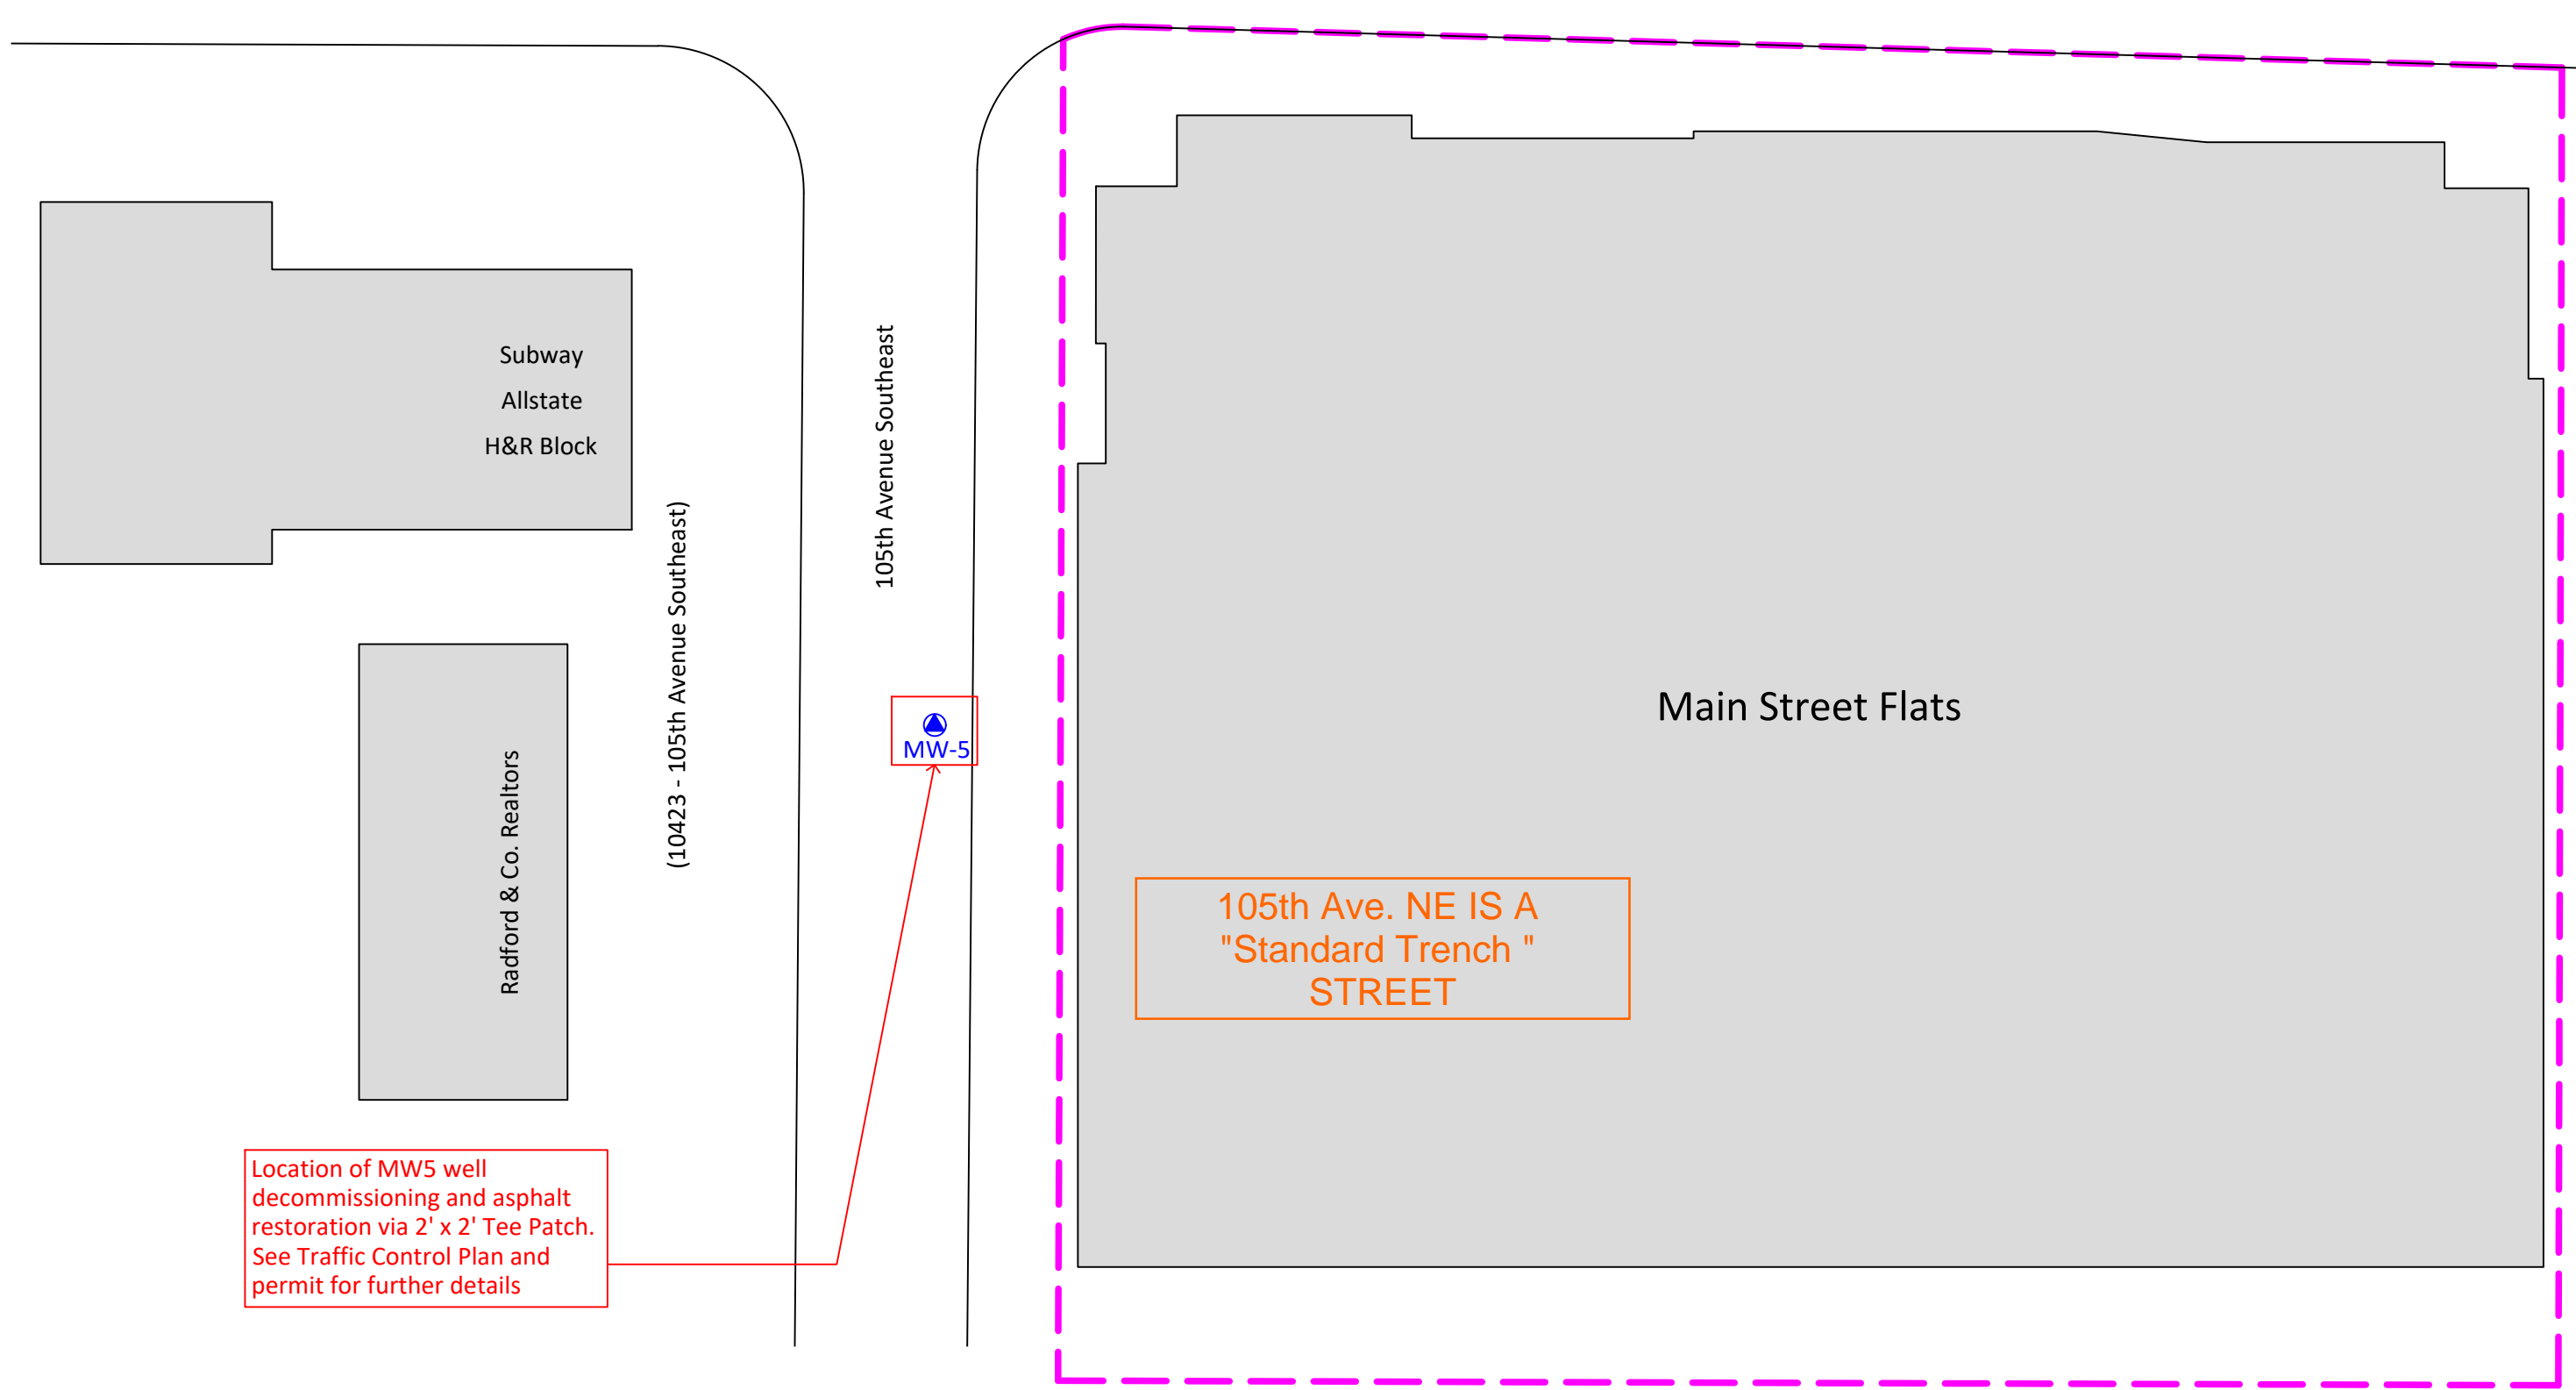 Subway
Allstate
H&R Block
105th Avenue Southeast
(10423 - 105th Avenue Southeast)
Radford & Co. Realtors
MW-5
Main Street Flats
105th Ave. NE IS A
"Standard Trench "
STREET
Location of MW5 well
decommissioning and asphalt
restoration via 2' x 2' Tee Patch.
See Traffic Control Plan and
permit for further details